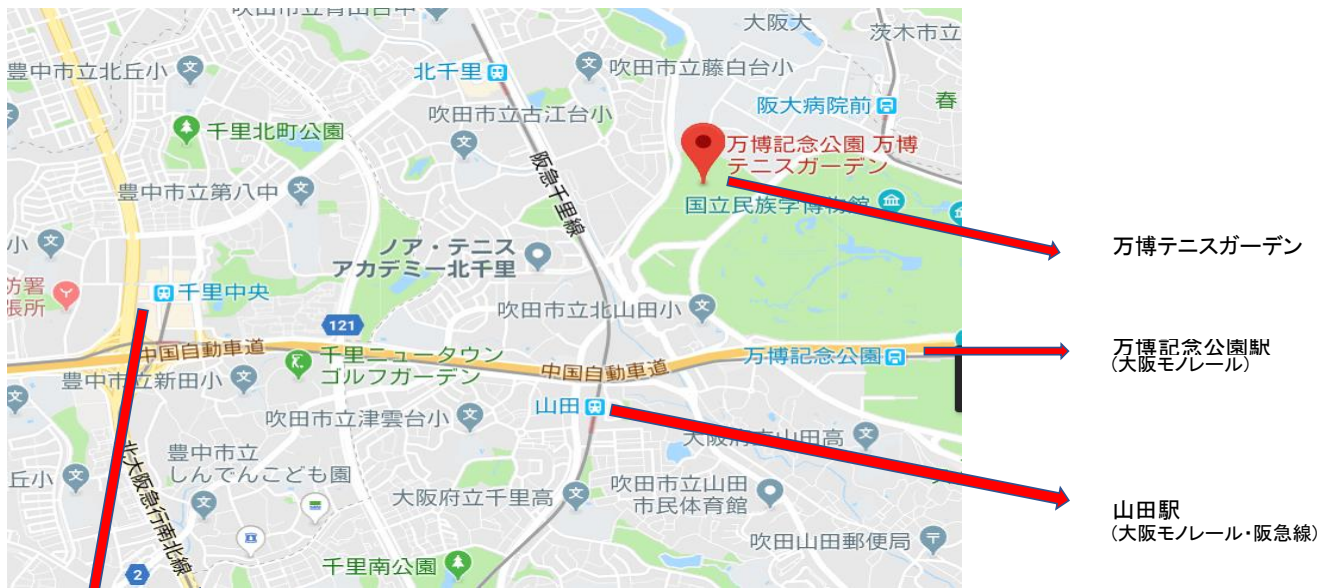 吹田市立青山台中
大阪大
茨木市立
豊中市立北丘小
北千里
吹田市立藤白台小
阪大病院前
春
吹田市立古江台小
千里北町公園
万博記念公園 万博
テニスガーデン
阪急千里線
豊中市立第八中
国立民族学博物館
小
ノア・テニス
アカデミー北千里
万博テニスガーデン
防署
張所
千里中央
吹田市立北山田小
121
中国自動車道
千里ニュータウン
ゴルフガーデン
万博記念公園
万博記念公園駅
(大阪モノレール)
豊中市立新田小
中国自動車道
山田
吹田市立津雲台小
大阪府立山田高
豊中市立
しんでんこども園
丘小
北大阪急行南北線
大阪府立千里高
吹田市立山田
市民体育館
山田駅
(大阪モノレール・阪急線)
吹田山田郵便局
千里南公園
2